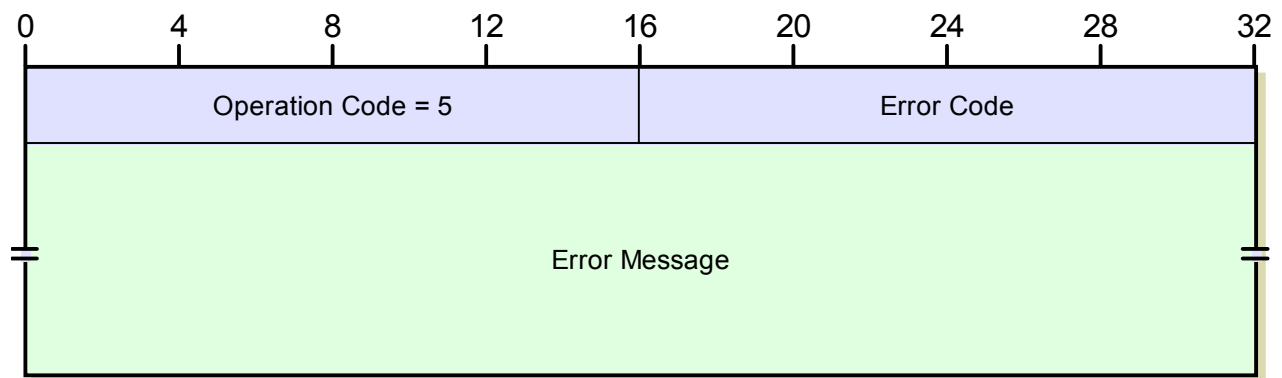 0 4 8 12 16 20 24 28 32
Operation Code = 5 Error Code
Error Message